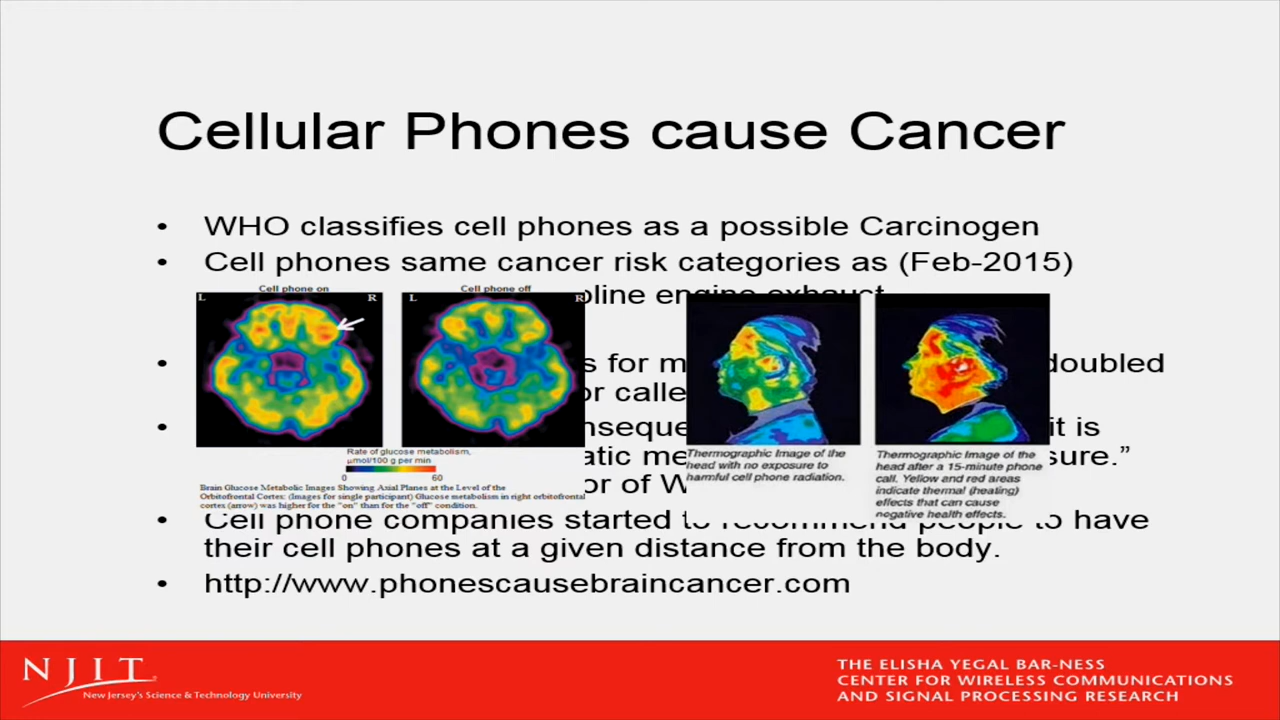 Cellular Phones cause Cancer
• WHO classifies cell phones as a possible Carcinogen
• Cell phones same cancer risk categories as (Feb-2015)
engine exhaust
Cell phone on
Cell phone off
L R
L R
for
doubled
or
it is
sure.”
or of
Rate of glucose metabolism,
μmol/100 g per min
0 60
Brain Glucose Metabolic Images Showing Axial Planes at the Level of the
Orbitofrontal Cortex: (Images for single participant) Glucose metabolism in right orbitofrontal
cortex (arrow) was higher for the "on" than for the "off" condition.
Thermographic Image of the
head with no exposure to
harmful cell phone radiation.
Thermographic Image of the
head after a 15-minute phone
call. Yellow and red areas
indicate thermal (heating)
effects that can cause
negative health effects.
• Cell phone companies started to recommend people to have
their cell phones at a given distance from the body.
• http://www.phonescausebraincancer.com
NJIT
New Jersey's Science & Technology University
THE ELISHA YEGAL BAR-NESS
CENTER FOR WIRELESS COMMUNICATIONS
AND SIGNAL PROCESSING RESEARCH